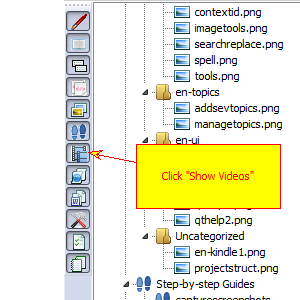 contextid.png
imagetools.png
searchreplace.png
spell.png
tools.png
en-topics
addsevtopics.png
managetopics.png
en-ui
Click "Show Videos"
qthelp2.png
Uncategorized
en-kindle1.png
projectstruct.png
Step-by-step Guides
capturescreenshots